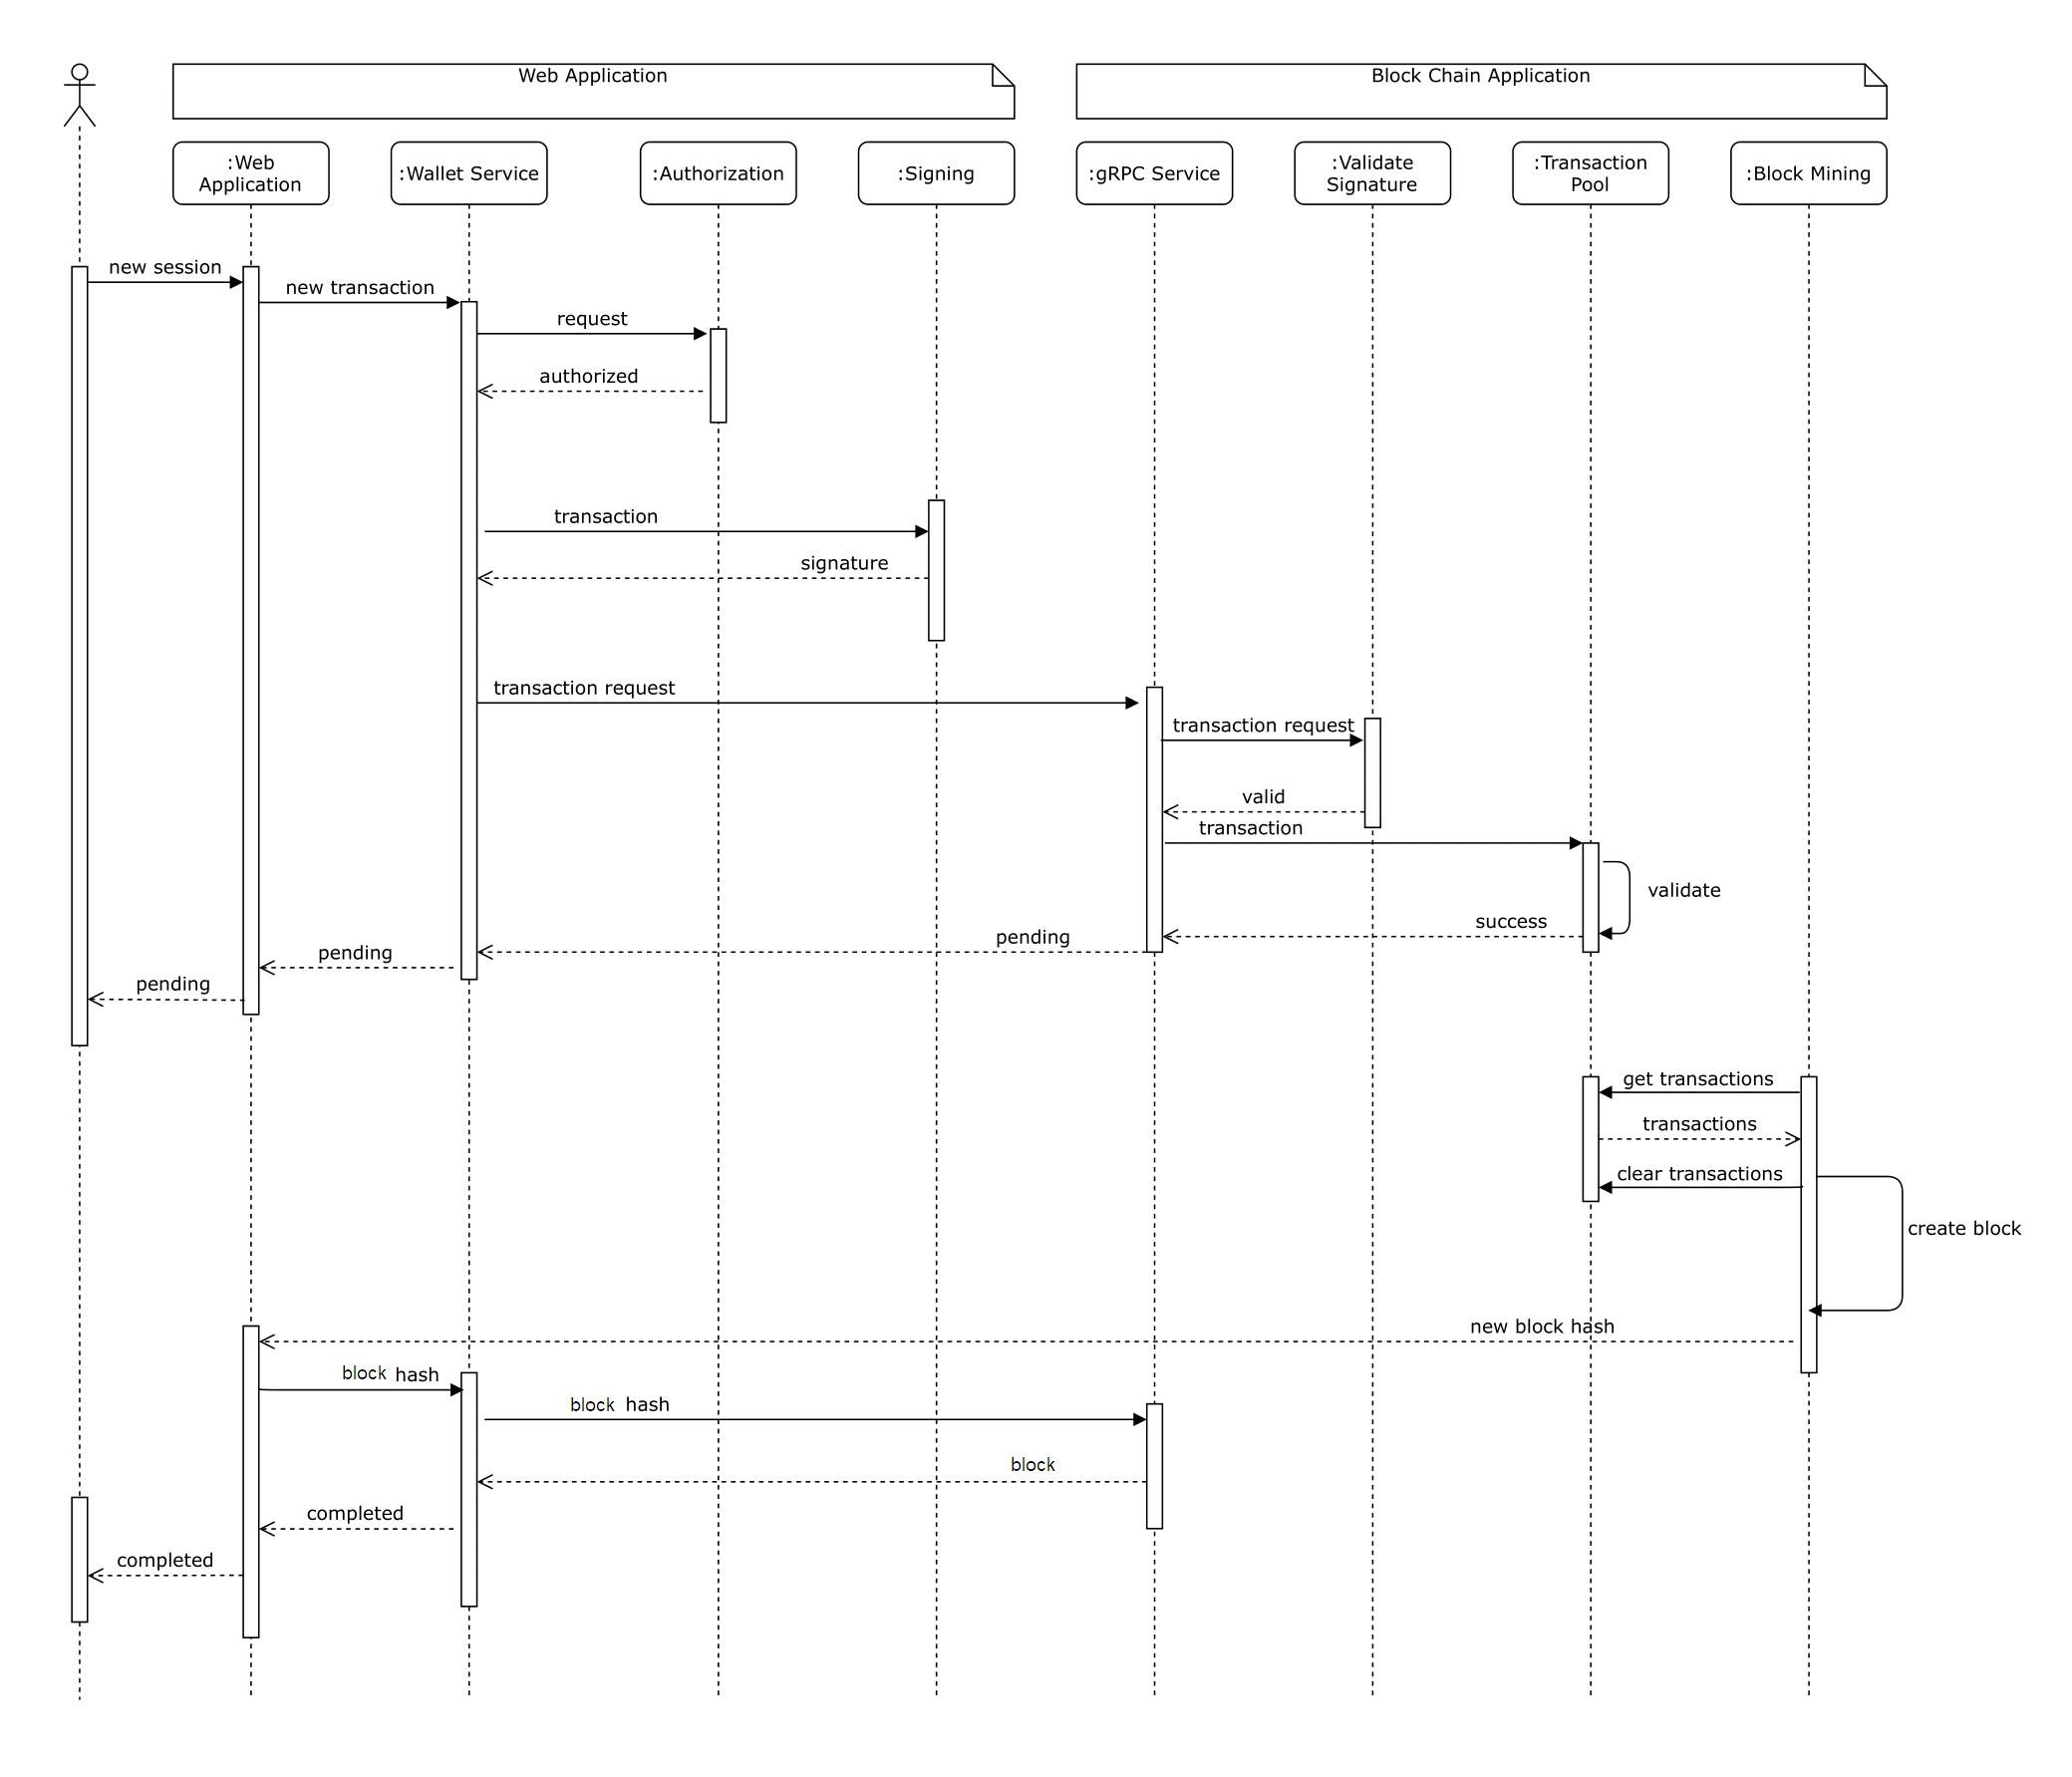 Web Application
Block Chain Application
:Web
Application
:Wallet Service
:Authorization
:Signing
:gRPC Service
:Validate
Signature
:Transaction
Pool
:Block Mining
new session
new transaction
request
authorized
transaction
signature
transaction request
transaction request
valid
transaction
validate
success
pending
pending
pending
get transactions
transactions
clear transactions
create block
new block hash
block hash
block hash
block
completed
completed